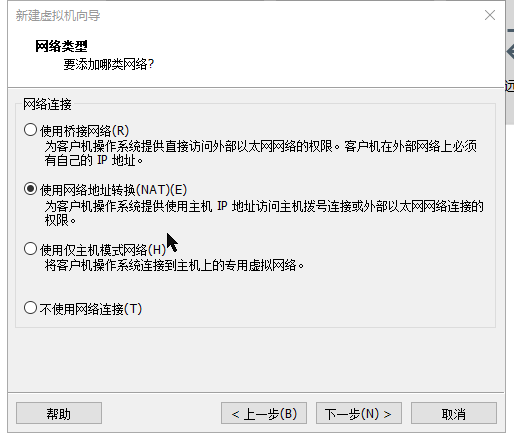 新建虚拟机向导
网络类型
要添加哪类网络?
网络连接
使用桥接网络(R)
为客户机操作系统提供直接访问外部以太网网络的权限。客户机在外部网络上必须
有自己的 IP 地址。
使用网络地址转换(NAT)(E)
为客户机操作系统提供使用主机 IP 地址访问主机拨号连接或外部以太网网络连接的
权限。
使用仅主机模式网络(H)
将客户机操作系统连接到主机上的专用虚拟网络。
不使用网络连接(T)
帮助
< 上一步(B)
下一步(N) >
取消
远